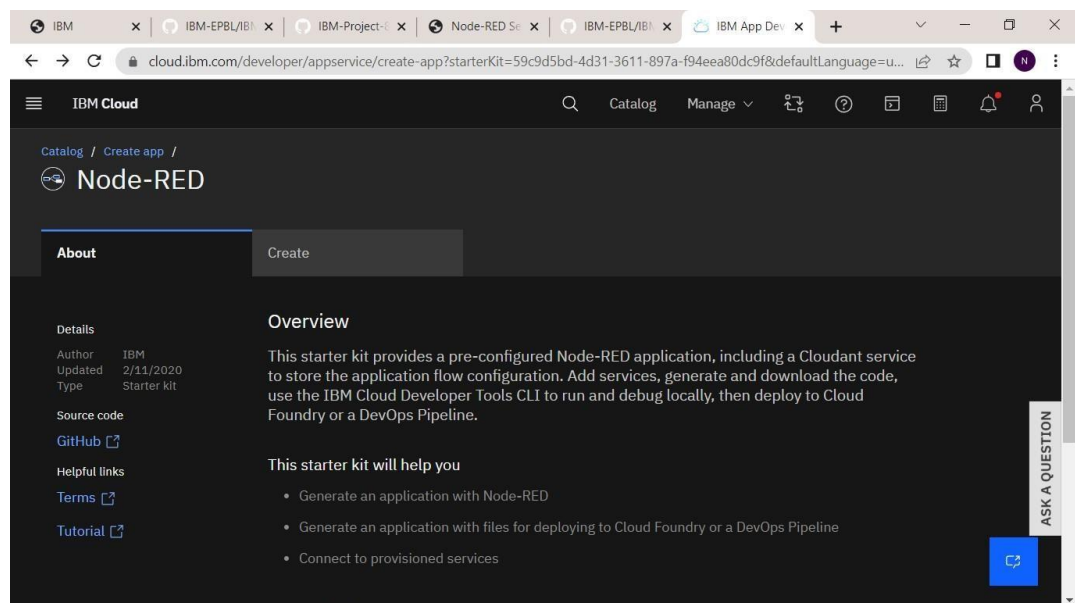 IBM
IBM-EPBL/IBM
IBM-Project-
Node-RED Se
IBM-EPBL/IBM
IBM App Dev
cloud.ibm.com/developer/appservice/create-app?starterKit=59c9d5bd-4d31-3611-897a-f94eea80dc9f&defaultLanguage=u...
N
IBM Cloud
Catalog
Manage
Catalog / Create app /
Node-RED
About
Create
Details
Author IBM
Updated 2/11/2020
Type Starter kit
Source code
GitHub
Helpful links
Terms
Tutorial
Overview
This starter kit provides a pre-configured Node-RED application, including a Cloudant service
to store the application flow configuration. Add services, generate and download the code,
use the IBM Cloud Developer Tools CLI to run and debug locally, then deploy to Cloud
Foundry or a DevOps Pipeline.
This starter kit will help you
• Generate an application with Node-RED
• Generate an application with files for deploying to Cloud Foundry or a DevOps Pipeline
• Connect to provisioned services
ASK A QUESTION